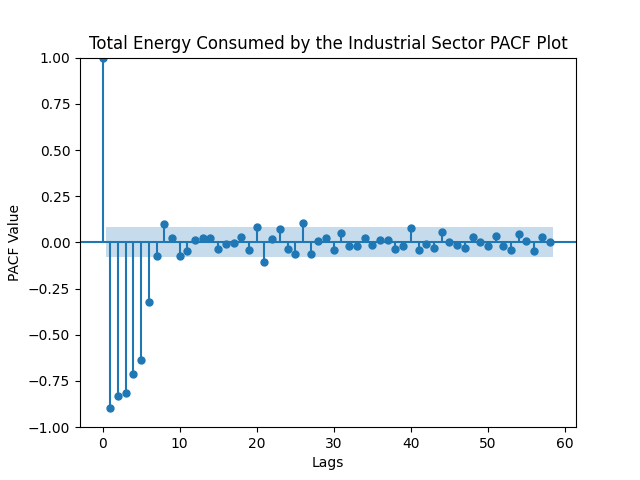 Total Energy Consumed by the Industrial Sector PACF Plot
1.00
0.75
0.50
0.25
0.00
−0.25
−0.50
−0.75
−1.00
PACF Value
0 10 20 30 40 50 60
Lags